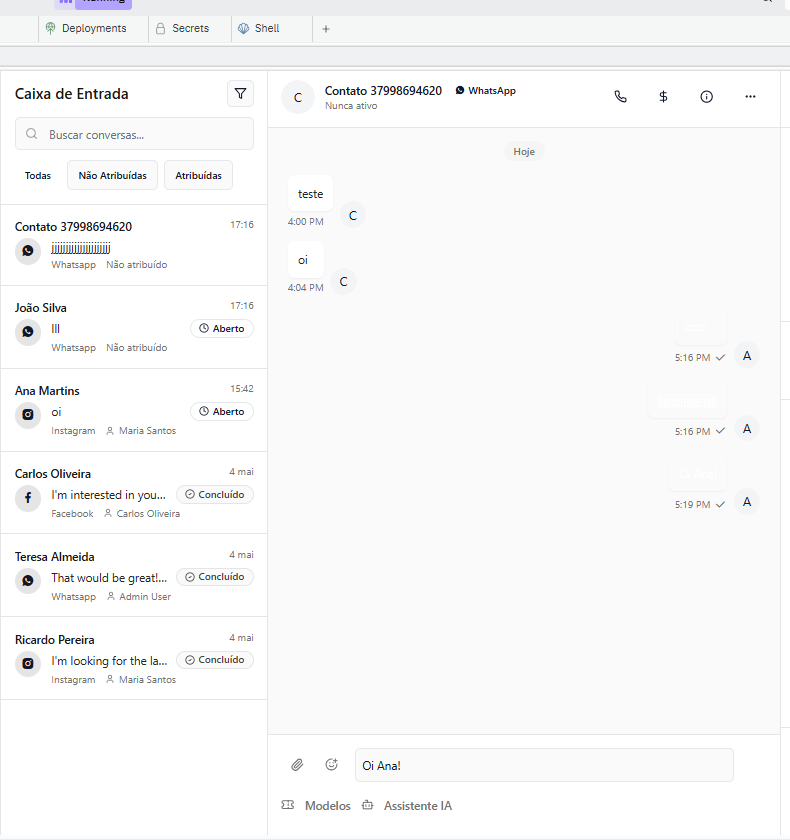 Running
Deployments
Secrets
Shell
+
Caixa de Entrada
Buscar conversas...
Todas
Não Atribuídas
Atribuídas
Contato 37998694620
17:16
jjjjjjjjjjjjjjjjjjjjj
Whatsapp Não atribuído
João Silva
17:16
lll
Aberto
Whatsapp Não atribuído
Ana Martins
15:42
oi
Aberto
Instagram Maria Santos
Carlos Oliveira
4 mai
I'm interested in you...
Concluído
Facebook Carlos Oliveira
Teresa Almeida
4 mai
That would be great!...
Concluído
Whatsapp Admin User
Ricardo Pereira
4 mai
I'm looking for the la...
Concluído
Instagram Maria Santos
C
Contato 37998694620
WhatsApp
Nunca ativo
$
Hoje
teste
4:00 PM
C
oi
4:04 PM
C
5:16 PM
A
5:16 PM
A
5:19 PM
A
Oi Ana!
Modelos
Assistente IA